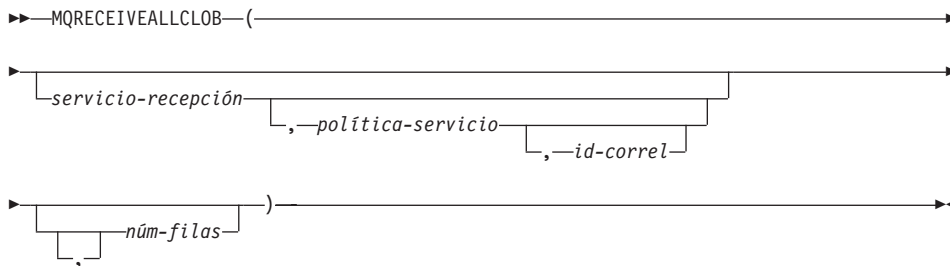 MQRECEIVEALLCLOB (
servicio-recepción
, política-servicio
, id-correl
núm-filas )
,